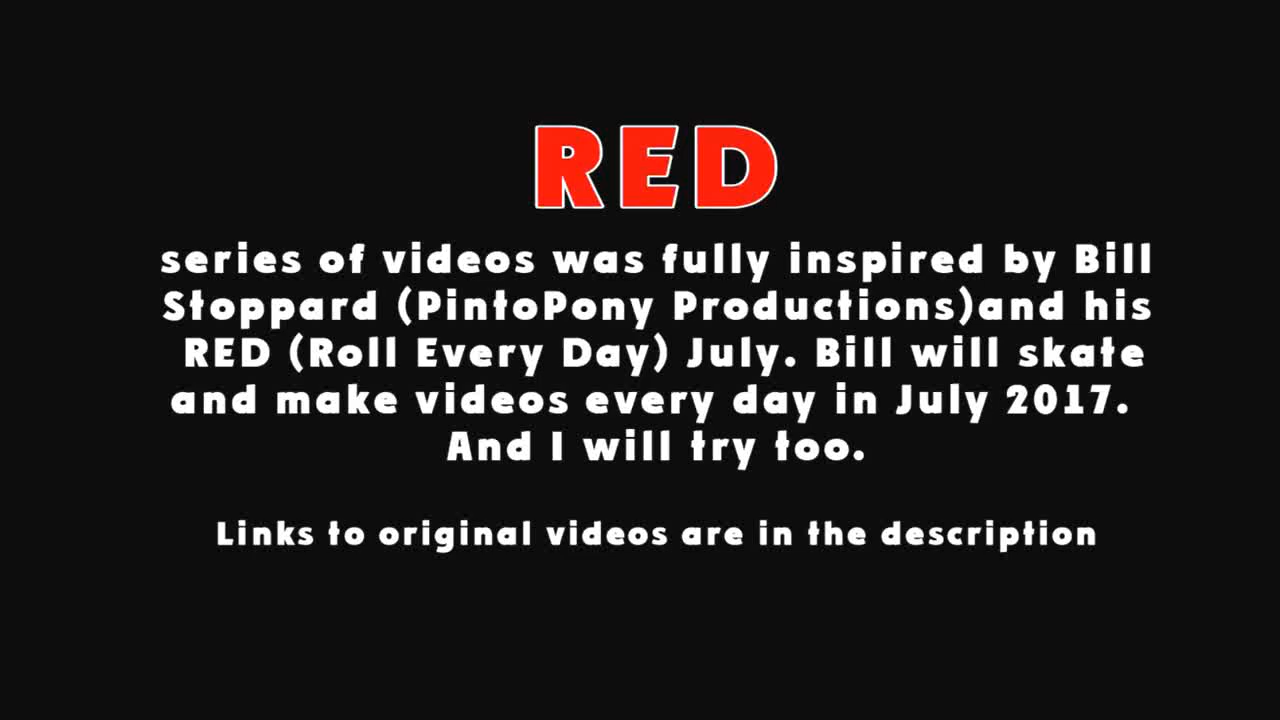 RED
series of videos was fully inspired by Bill
Stoppard (PintoPony Productions)and his
RED (Roll Every Day) July. Bill will skate
and make videos every day in July 2017.
And I will try too.
Links to original videos are in the description